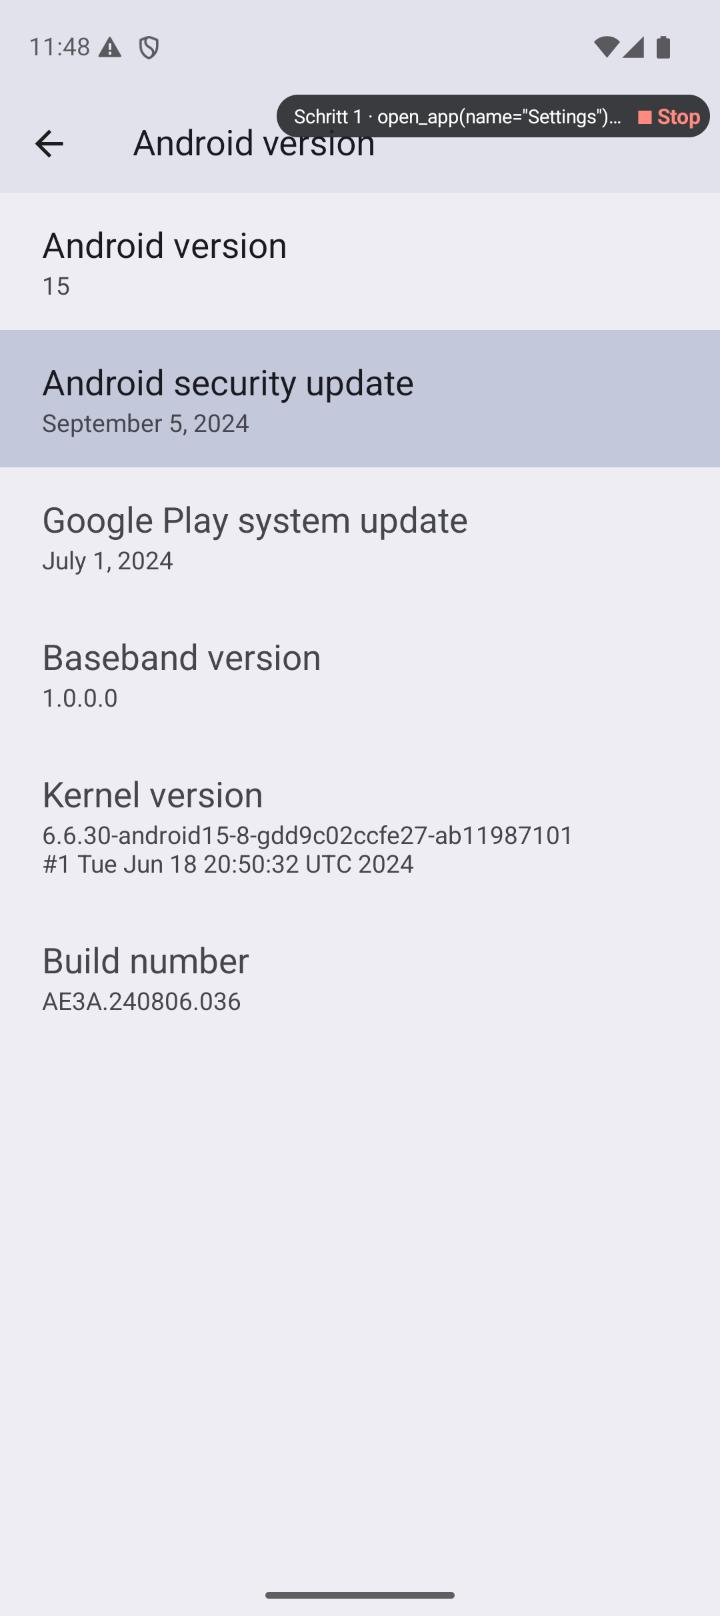 11:48
Schritt 1 · open_app(name="Settings")… Stop
Android version
Android version
15
Android security update
September 5, 2024
Google Play system update
July 1, 2024
Baseband version
1.0.0.0
Kernel version
6.6.30-android15-8-gdd9c02ccfe27-ab11987101
#1 Tue Jun 18 20:50:32 UTC 2024
Build number
AE3A.240806.036